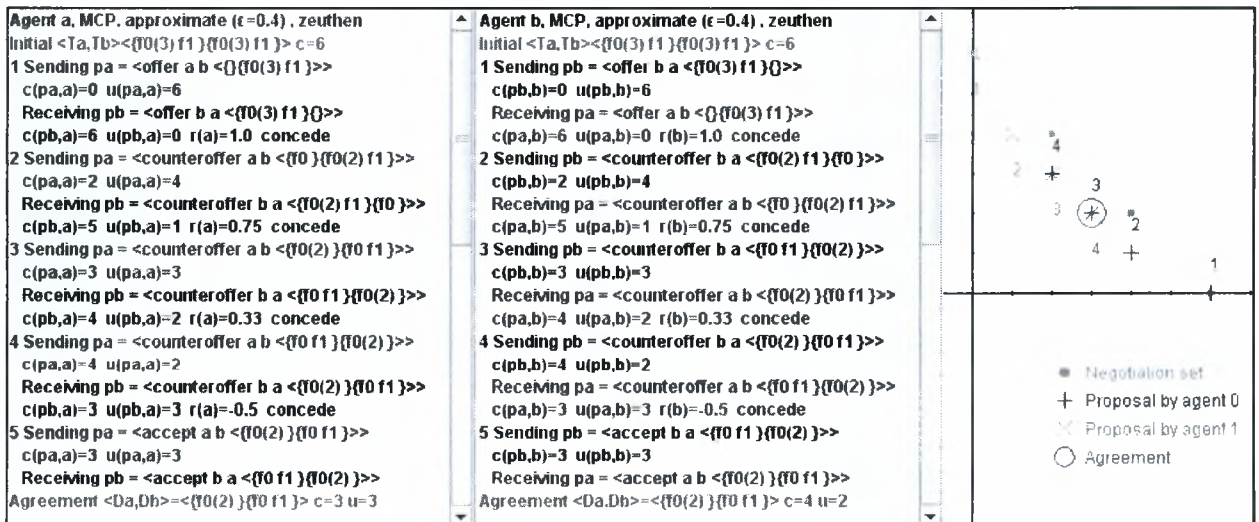 Agent a, MCP, approximate (ε=0.4) , zeuthen
Initial <Ta,Tb><{f0(3) f1 }{f0(3) f1 }> c=6
1 Sending pa = <offer a b <{}{f0(3) f1 }>>
c(pa,a)=0 u(pa,a)=6
Receiving pb = <offer b a <{f0(3) f1 }{}>>
c(pb,a)=6 u(pb,a)=0 r(a)=1.0 concede
2 Sending pa = <counteroffer a b <{f0 }{f0(2) f1 }>>
c(pa,a)=2 u(pa,a)=4
Receiving pb = <counteroffer b a <{f0(2) f1 }{f0 }>>
c(pb,a)=5 u(pb,a)=1 r(a)=0.75 concede
3 Sending pa = <counteroffer a b <{f0(2) }{f0 f1 }>>
c(pa,a)=3 u(pa,a)=3
Receiving pb = <counteroffer b a <{f0 f1 }{f0(2) }>>
c(pb,a)=4 u(pb,a)=2 r(a)=0.33 concede
4 Sending pa = <counteroffer a b <{f0 f1 }{f0(2) }>>
c(pa,a)=4 u(pa,a)=2
Receiving pb = <counteroffer b a <{f0(2) }{f0 f1 }>>
c(pb,a)=3 u(pb,a)=3 r(a)=-0.5 concede
5 Sending pa = <accept a b <{f0(2) }{f0 f1 }>>
c(pa,a)=3 u(pa,a)=3
Receiving pb = <accept b a <{f0 f1 }{f0(2) }>>
Agreement <Da,Db>=<{f0(2) }{f0 f1 }> c=3 u=3
Agent b, MCP, approximate (ε=0.4) , zeuthen
Initial <Ta,Tb><{f0(3) f1 }{f0(3) f1 }> c=6
1 Sending pb = <offer b a <{f0(3) f1 }{}>>
c(pb,b)=0 u(pb,b)=6
Receiving pa = <offer a b <{}{f0(3) f1 }>>
c(pa,b)=6 u(pa,b)=0 r(b)=1.0 concede
2 Sending pb = <counteroffer b a <{f0(2) f1 }{f0 }>>
c(pb,b)=2 u(pb,b)=4
Receiving pa = <counteroffer a b <{f0 }{f0(2) f1 }>>
c(pa,b)=5 u(pa,b)=1 r(b)=0.75 concede
3 Sending pb = <counteroffer b a <{f0 f1 }{f0(2) }>>
c(pb,b)=3 u(pb,b)=3
Receiving pa = <counteroffer a b <{f0(2) }{f0 f1 }>>
c(pa,b)=4 u(pa,b)=2 r(b)=0.33 concede
4 Sending pb = <counteroffer b a <{f0(2) }{f0 f1 }>>
c(pb,b)=4 u(pb,b)=2
Receiving pa = <counteroffer a b <{f0 f1 }{f0(2) }>>
c(pa,b)=3 u(pa,b)=3 r(b)=-0.5 concede
5 Sending pb = <accept b a <{f0 f1 }{f0(2) }>>
c(pb,b)=3 u(pb,b)=3
Receiving pa = <accept a b <{f0(2) }{f0 f1 }>>
Agreement <Da.Db>=<{f0(2) }{f0 f1 }> c=4 u=2
4
2
3
3
2
4
1
Negotiation set
Proposal by agent 0
Proposal by agent 1
Agreement